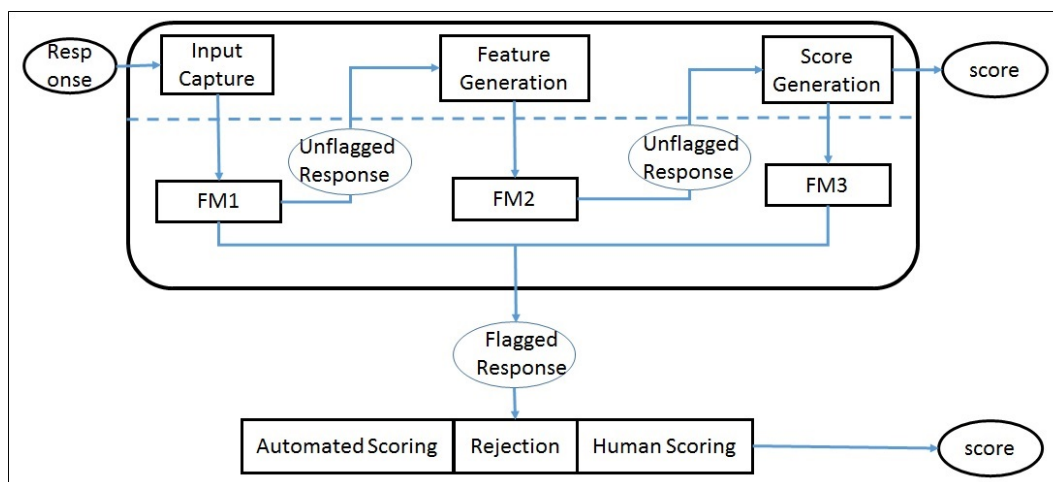 Resp
onse
Input
Capture
Feature
Generation
Score
Generation
score
Unflagged
Response
Unflagged
Response
FM1
FM2
FM3
Flagged
Response
Automated Scoring
Rejection
Human Scoring
score